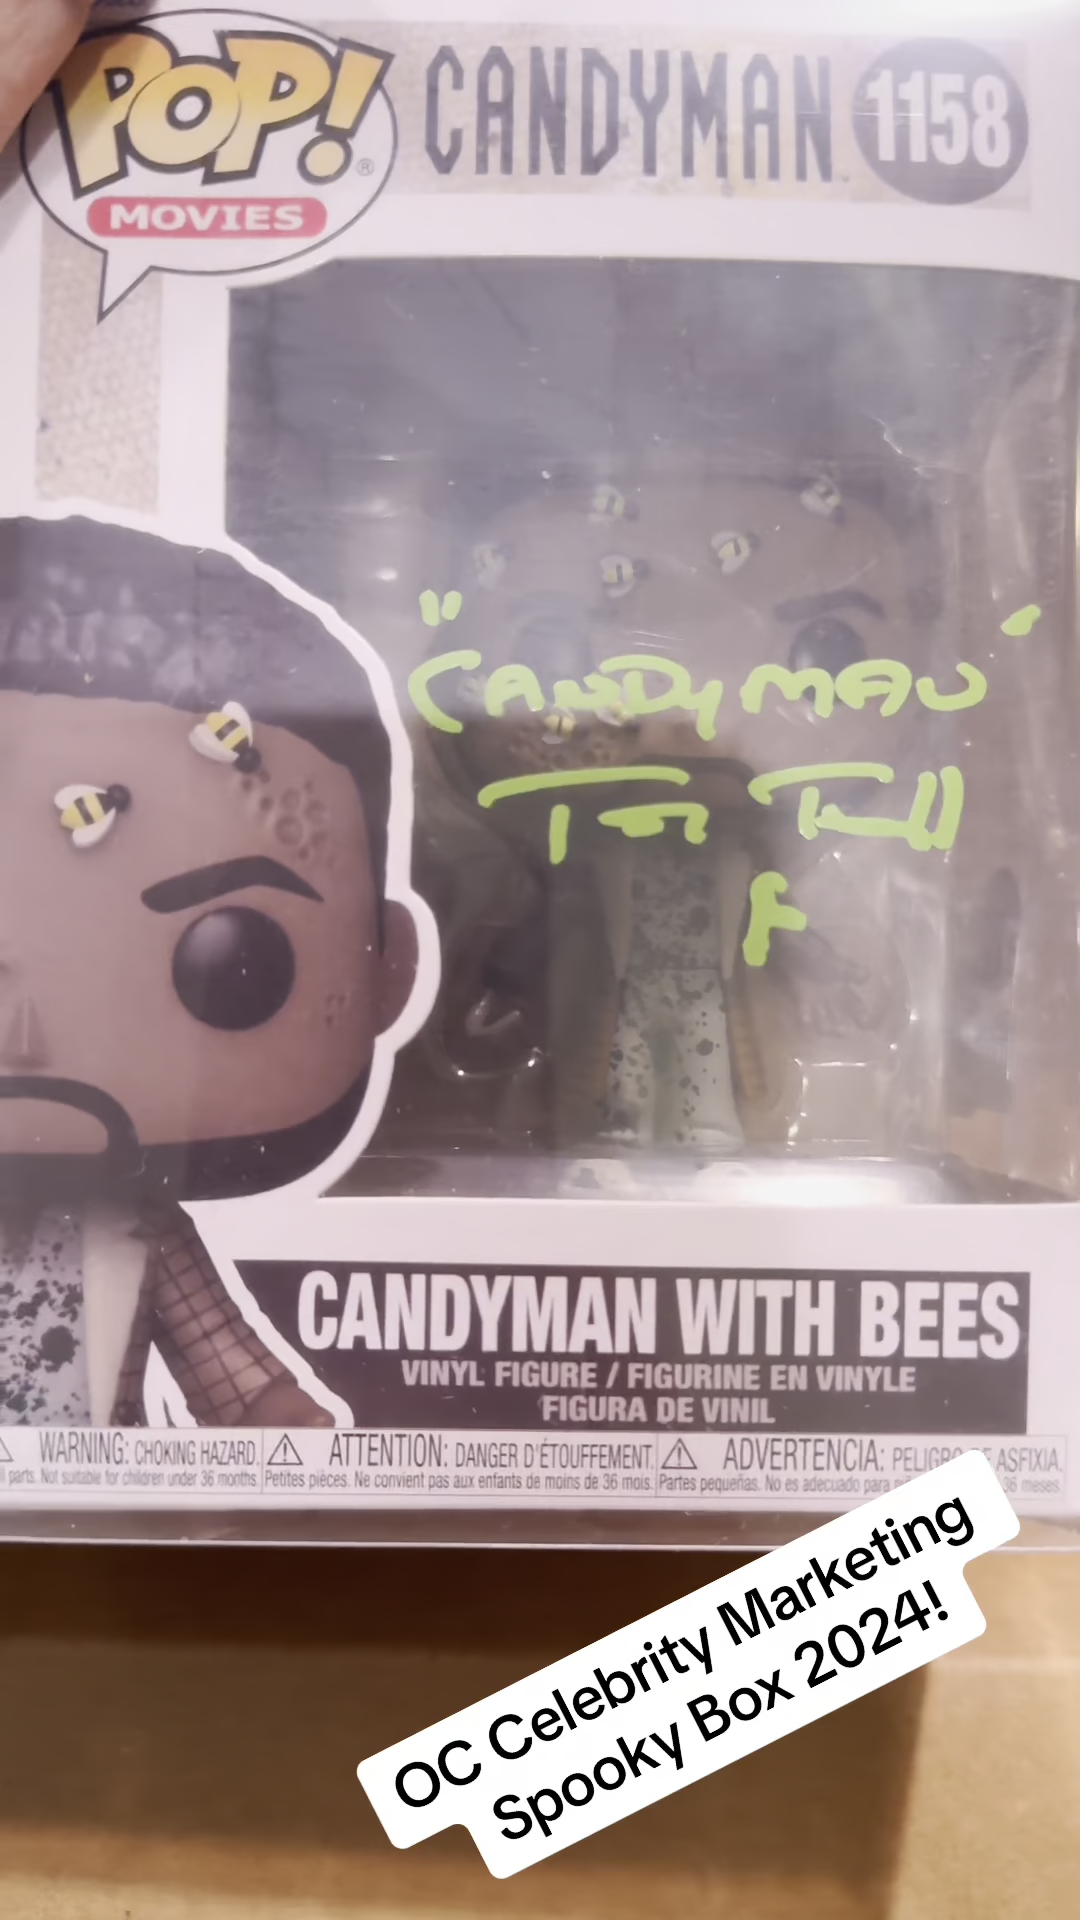 POP!®
MOVIES
CANDYMAN
1158
"CANDYMAN"
CANDYMAN WITH BEES
VINYL FIGURE / FIGURINE EN VINYLE
FIGURA DE VINIL
WARNING: CHOKING HAZARD.
parts. Not suitable for children under 36 months.
ATTENTION: DANGER D'ÉTOUFFEMENT.
Petites pièces. Ne convient pas aux enfants de moins de 36 mois.
ADVERTENCIA: ASFIXIA.
Partes pequeñas. No es adecuado para 36 meses.
OC Celebrity Marketing
Spooky Box 2024!